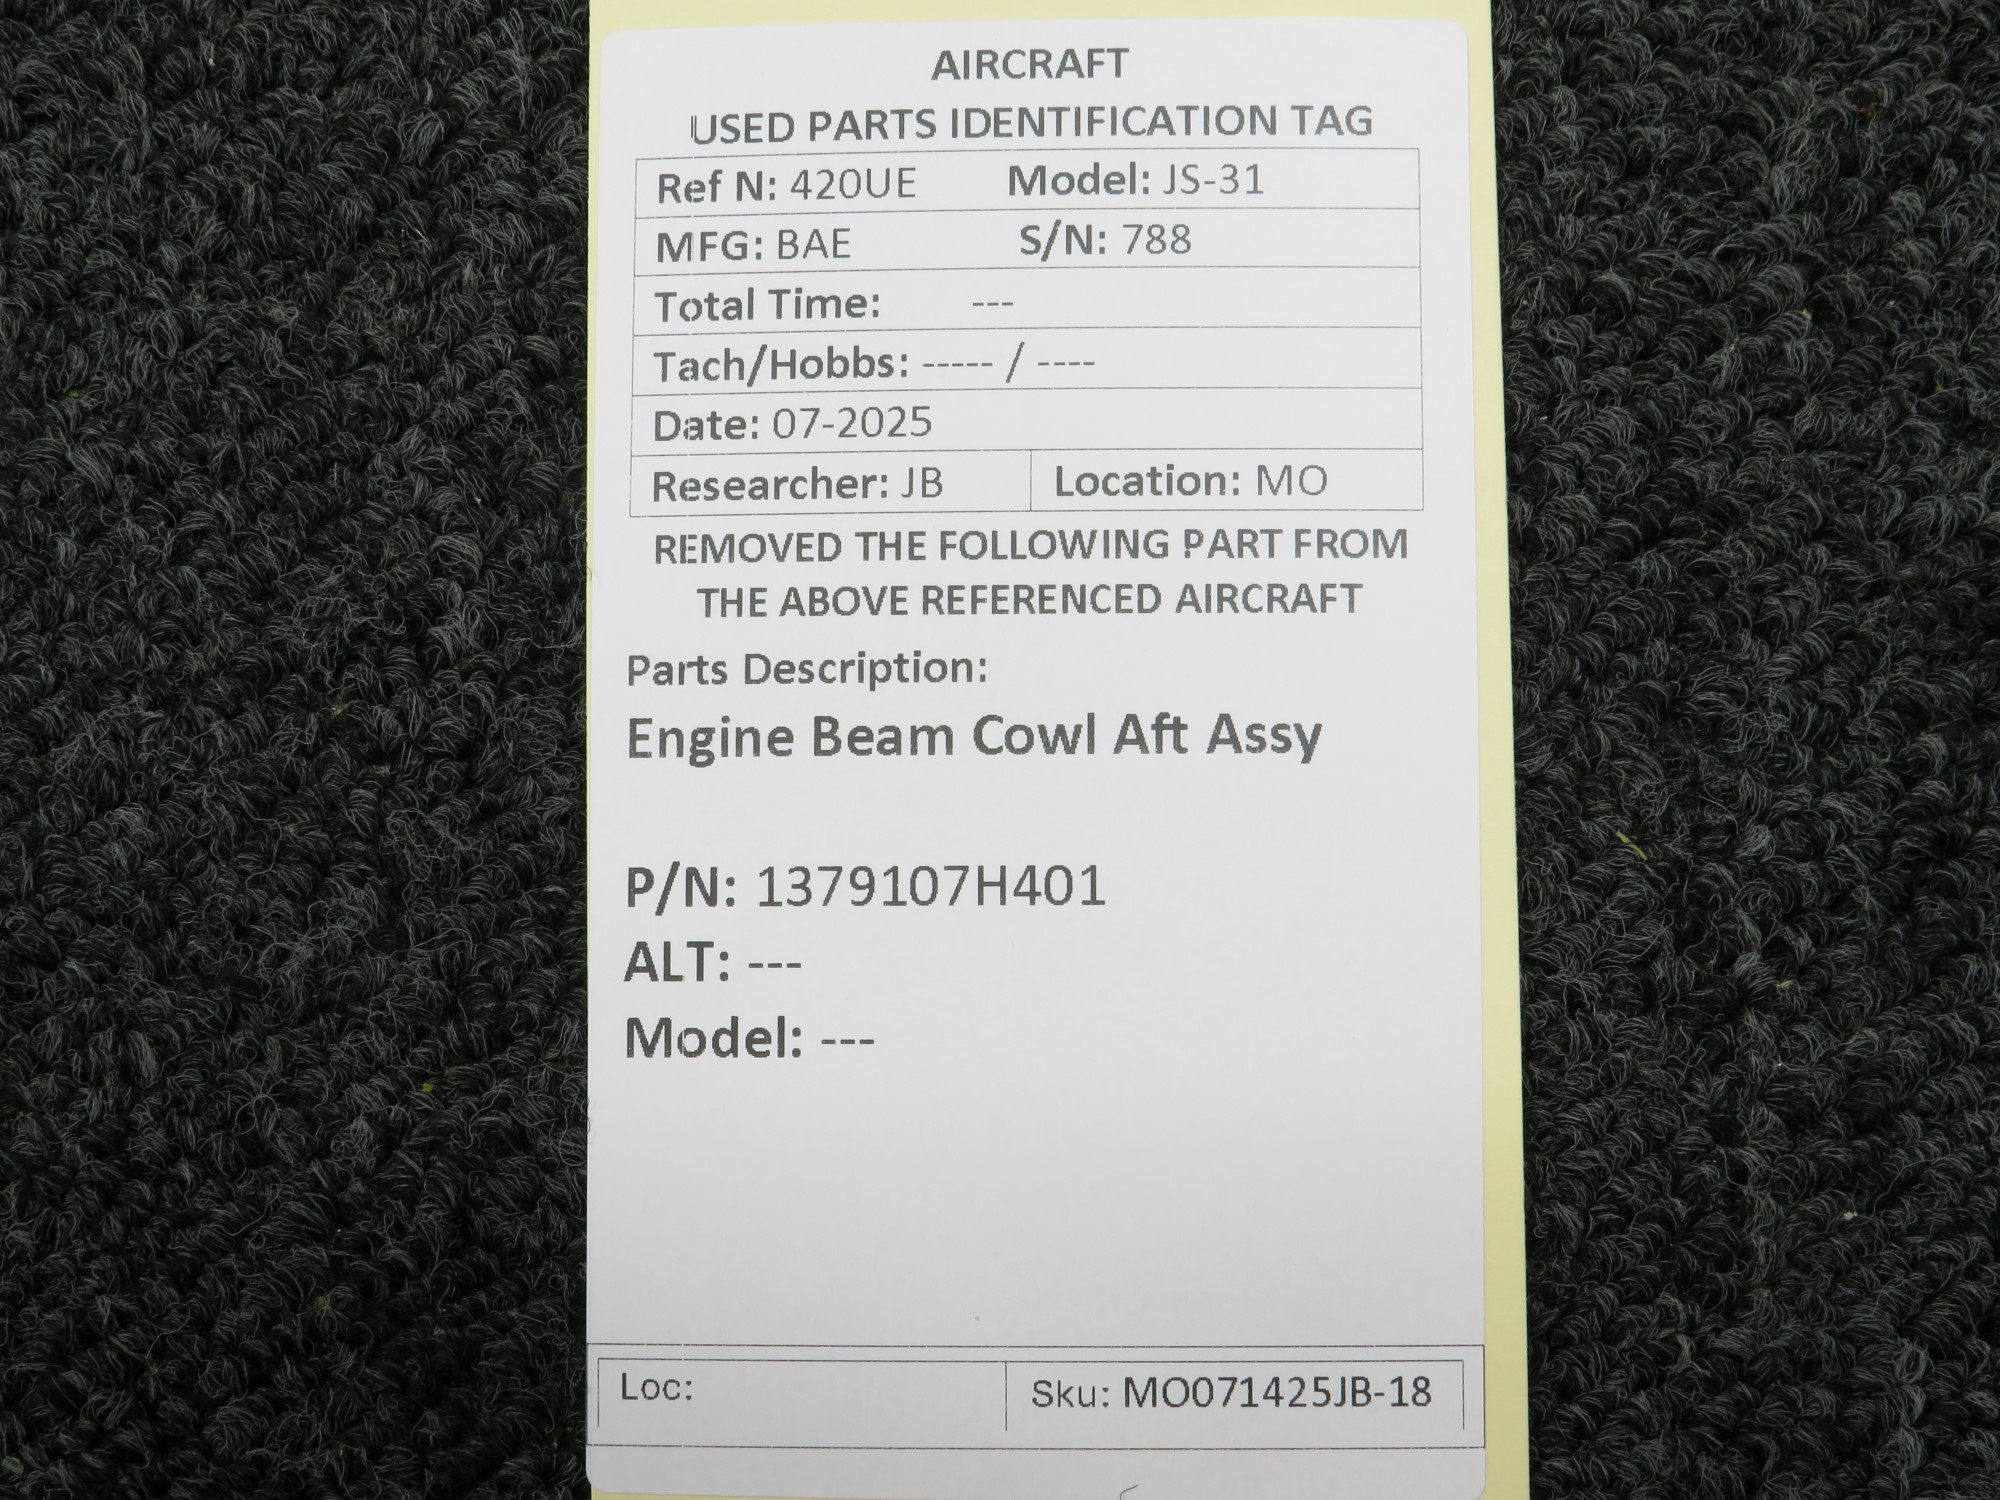 AIRCRAFT
USED PARTS IDENTIFICATION TAG
Ref N: 420UE Model: JS-31
MFG: BAE S/N: 788
Total Time: ---
Tach/Hobbs: ----- / ----
Date: 07-2025
Researcher: JB Location: MO
REMOVED THE FOLLOWING PART FROM
THE ABOVE REFERENCED AIRCRAFT
Parts Description:
Engine Beam Cowl Aft Assy
P/N: 1379107H401
ALT: ---
Model: ---
Loc: Sku: MO071425JB-18